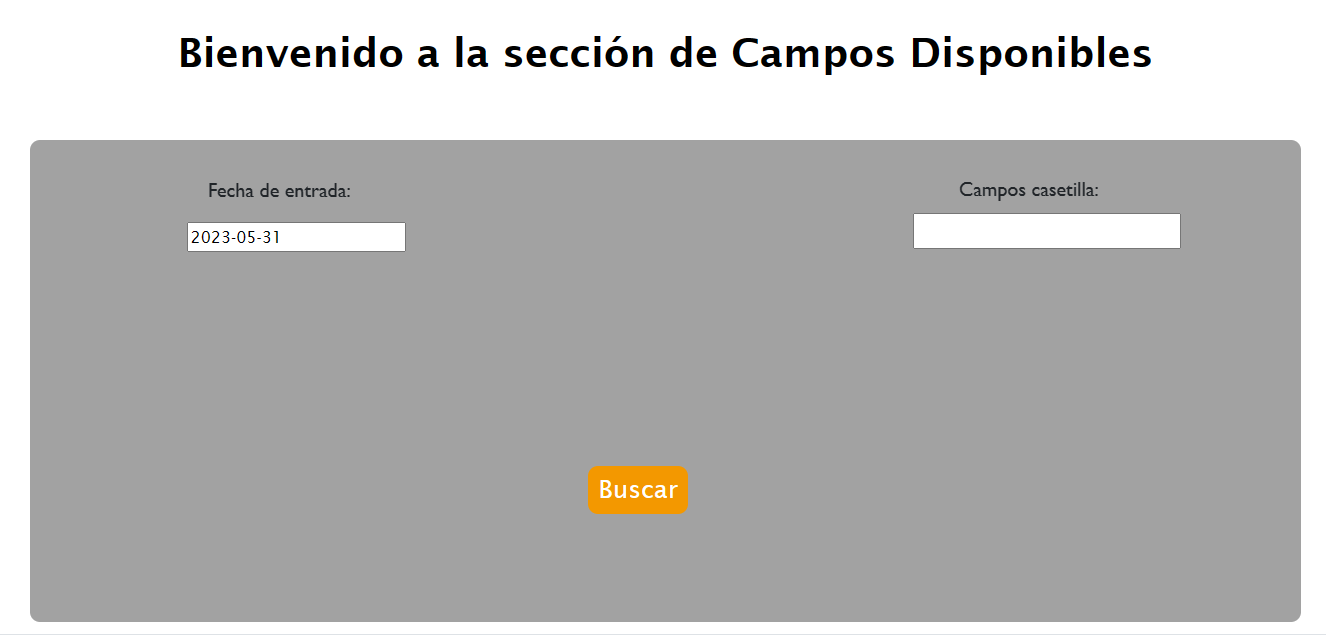 Bienvenido a la sección de Campos Disponibles
Fecha de entrada:
Campos casetilla:
2023-05-31
Buscar